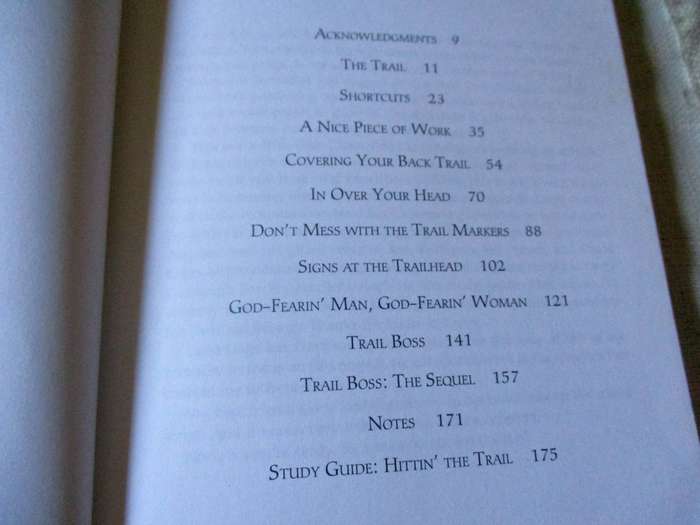 Acknowledgments 9
The Trail 11
Shortcuts 23
A Nice Piece of Work 35
Covering Your Back Trail 54
In Over Your Head 70
Don't Mess with the Trail Markers 88
Signs at the Trailhead 102
God–Fearin' Man, God–Fearin' Woman 121
Trail Boss 141
Trail Boss: The Sequel 157
Notes 171
Study Guide: Hittin' the Trail 175